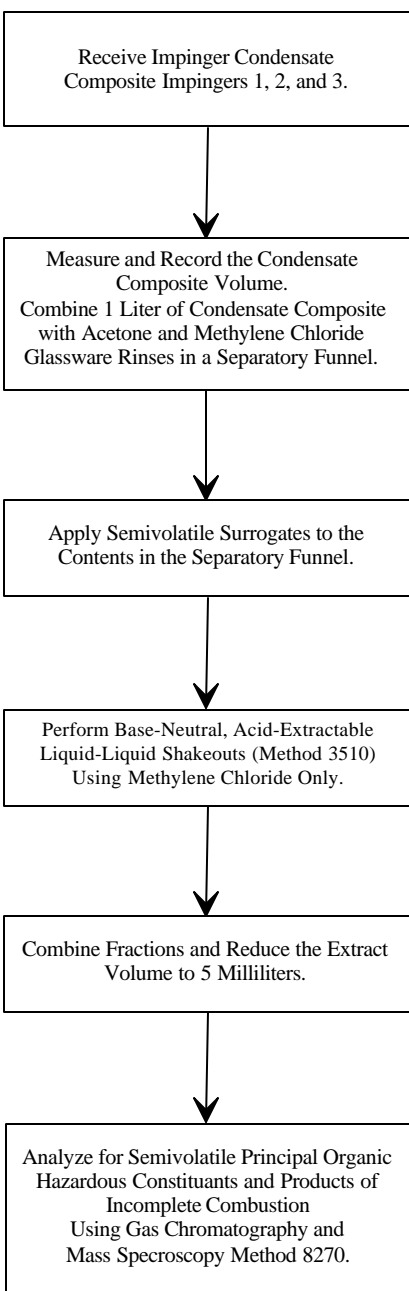 Receive Impinger Condensate
Composite Impingers 1, 2, and 3.
Measure and Record the Condensate
Composite Volume.
Combine 1 Liter of Condensate Composite
with Acetone and Methylene Chloride
Glassware Rinses in a Separatory Funnel.
Apply Semivolatile Surrogates to the
Contents in the Separatory Funnel.
Perform Base-Neutral, Acid-Extractable
Liquid-Liquid Shakeouts (Method 3510)
Using Methylene Chloride Only.
Combine Fractions and Reduce the Extract
Volume to 5 Milliliters.
Analyze for Semivolatile Principal Organic
Hazardous Constituants and Products of
Incomplete Combustion
Using Gas Chromatography and
Mass Specroscopy Method 8270.